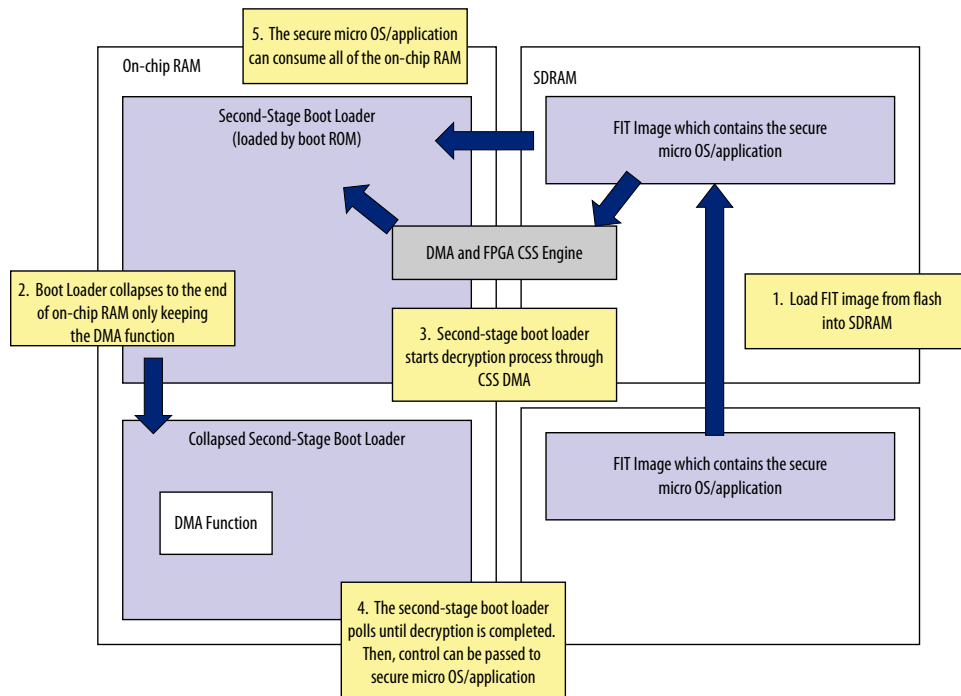 5. The secure micro OS/application
can consume all of the on-chip RAM
On-chip RAM
SDRAM
Second-Stage Boot Loader
(loaded by boot ROM)
FIT Image which contains the secure
micro OS/application
DMA and FPGA CSS Engine
2. Boot Loader collapses to the end
of on-chip RAM only keeping
the DMA function
1. Load FIT image from flash
into SDRAM
3. Second-stage boot loader
starts decryption process through
CSS DMA
Collapsed Second-Stage Boot Loader
FIT Image which contains the secure
micro OS/application
DMA Function
4. The second-stage boot loader
polls until decryption is completed.
Then, control can be passed to
secure micro OS/application